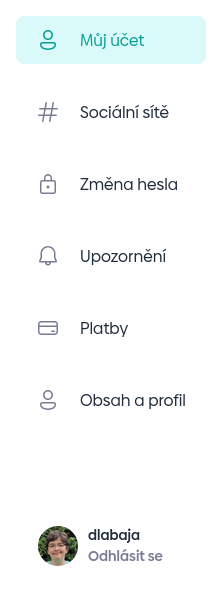 Můj účet
Sociální sítě
Změna hesla
Upozornění
Platby
Obsah a profil
dlabaja
Odhlásit se